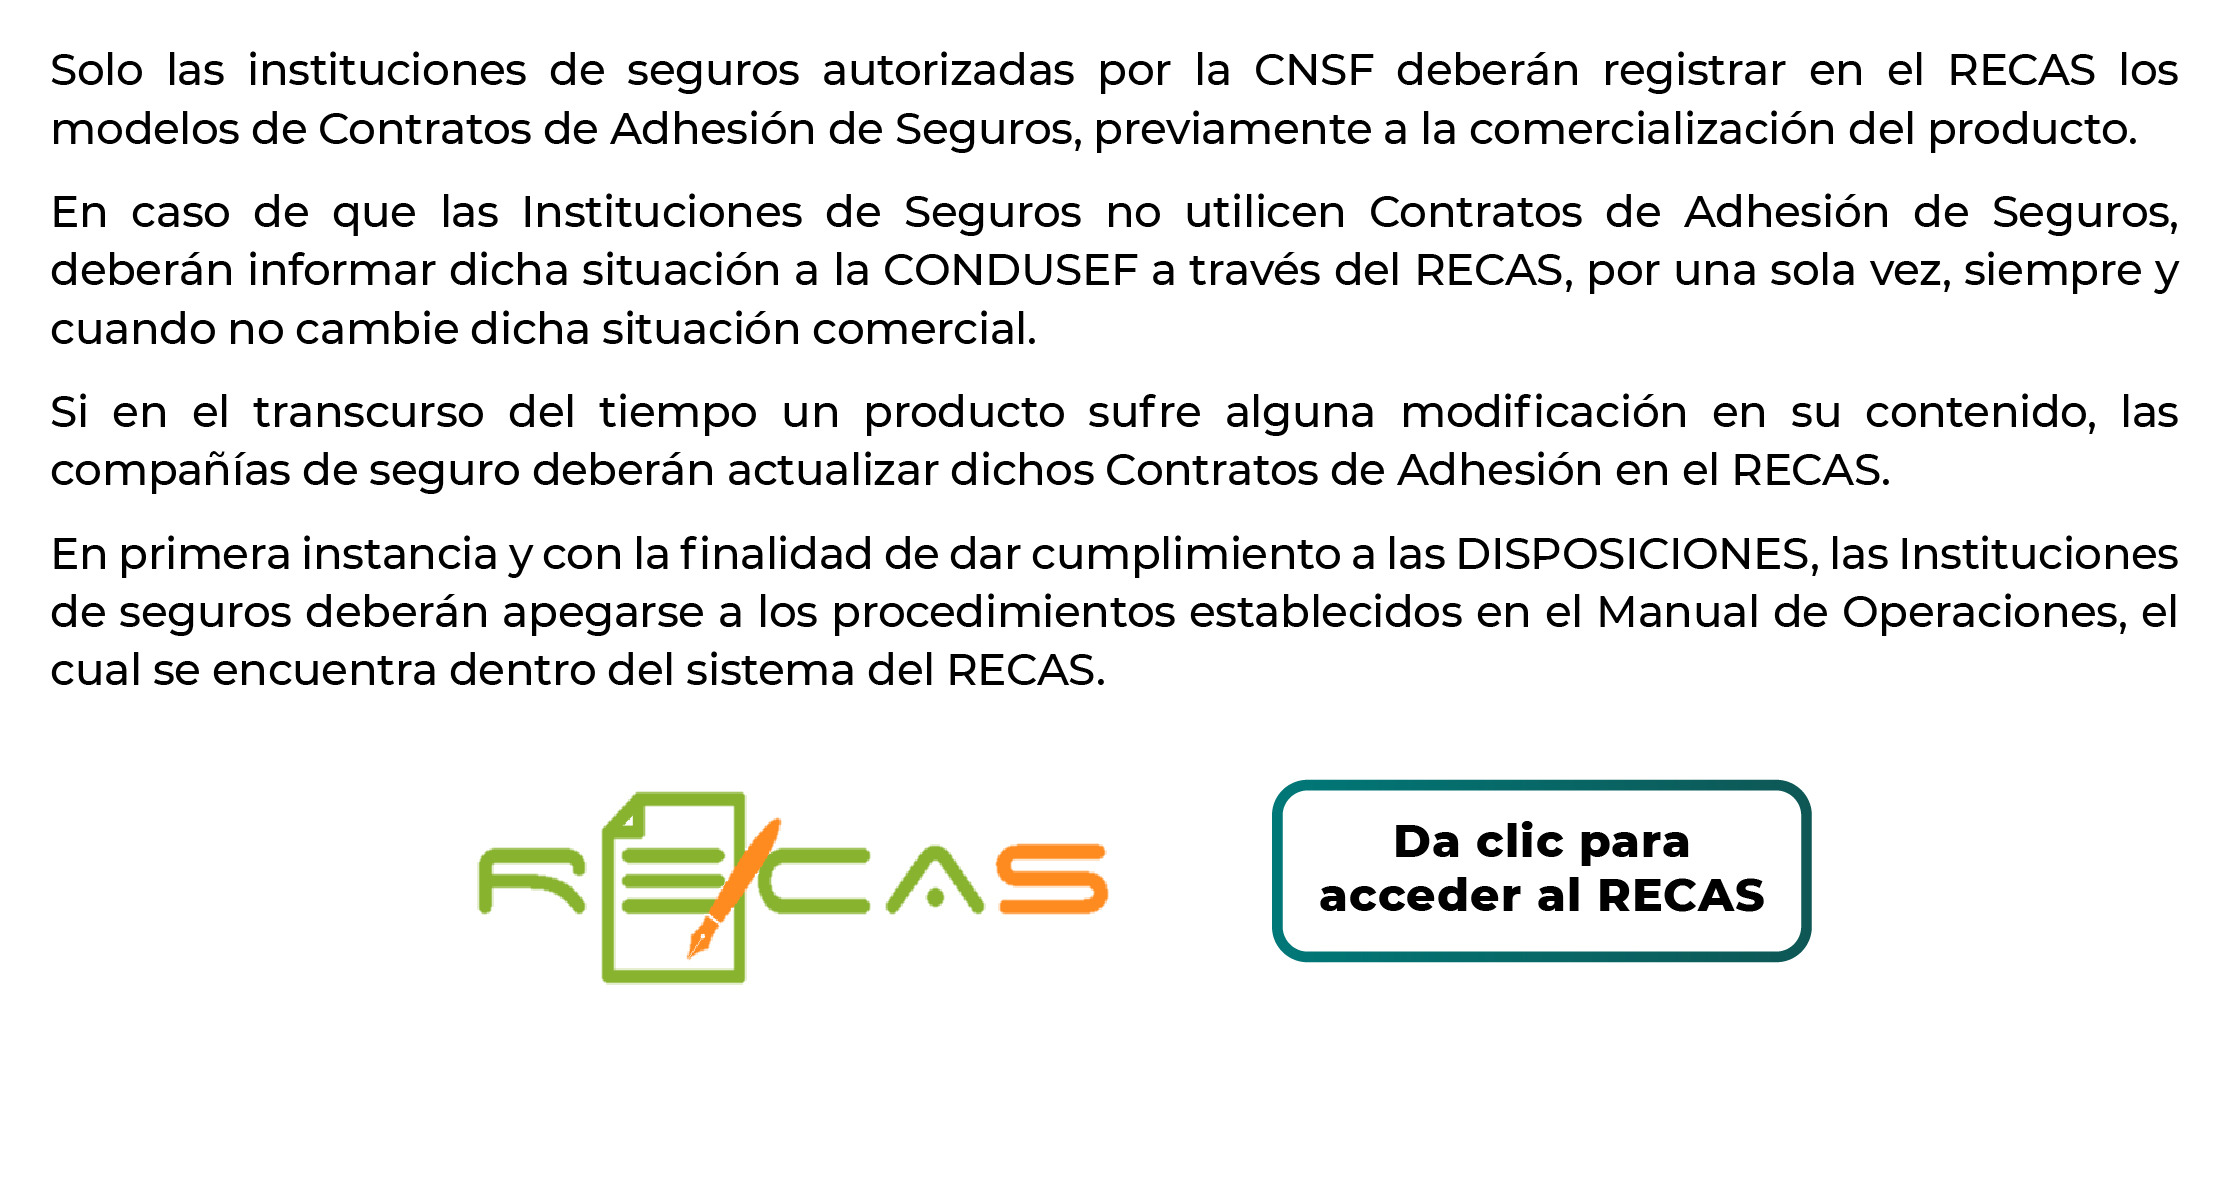 Solo las instituciones de seguros autorizadas por la CNSF deberán registrar en el RECAS los
modelos de Contratos de Adhesión de Seguros, previamente a la comercialización del producto.
En caso de que las Instituciones de Seguros no utilicen Contratos de Adhesión de Seguros,
deberán informar dicha situación a la CONDUSEF a través del RECAS, por una sola vez, siempre y
cuando no cambie dicha situación comercial.
Si en el transcurso del tiempo un producto sufre alguna modificación en su contenido, las
compañías de seguro deberán actualizar dichos Contratos de Adhesión en el RECAS.
En primera instancia y con la finalidad de dar cumplimiento a las DISPOSICIONES, las Instituciones
de seguros deberán apegarse a los procedimientos establecidos en el Manual de Operaciones, el
cual se encuentra dentro del sistema del RECAS.
RECAS
Da clic para
acceder al RECAS